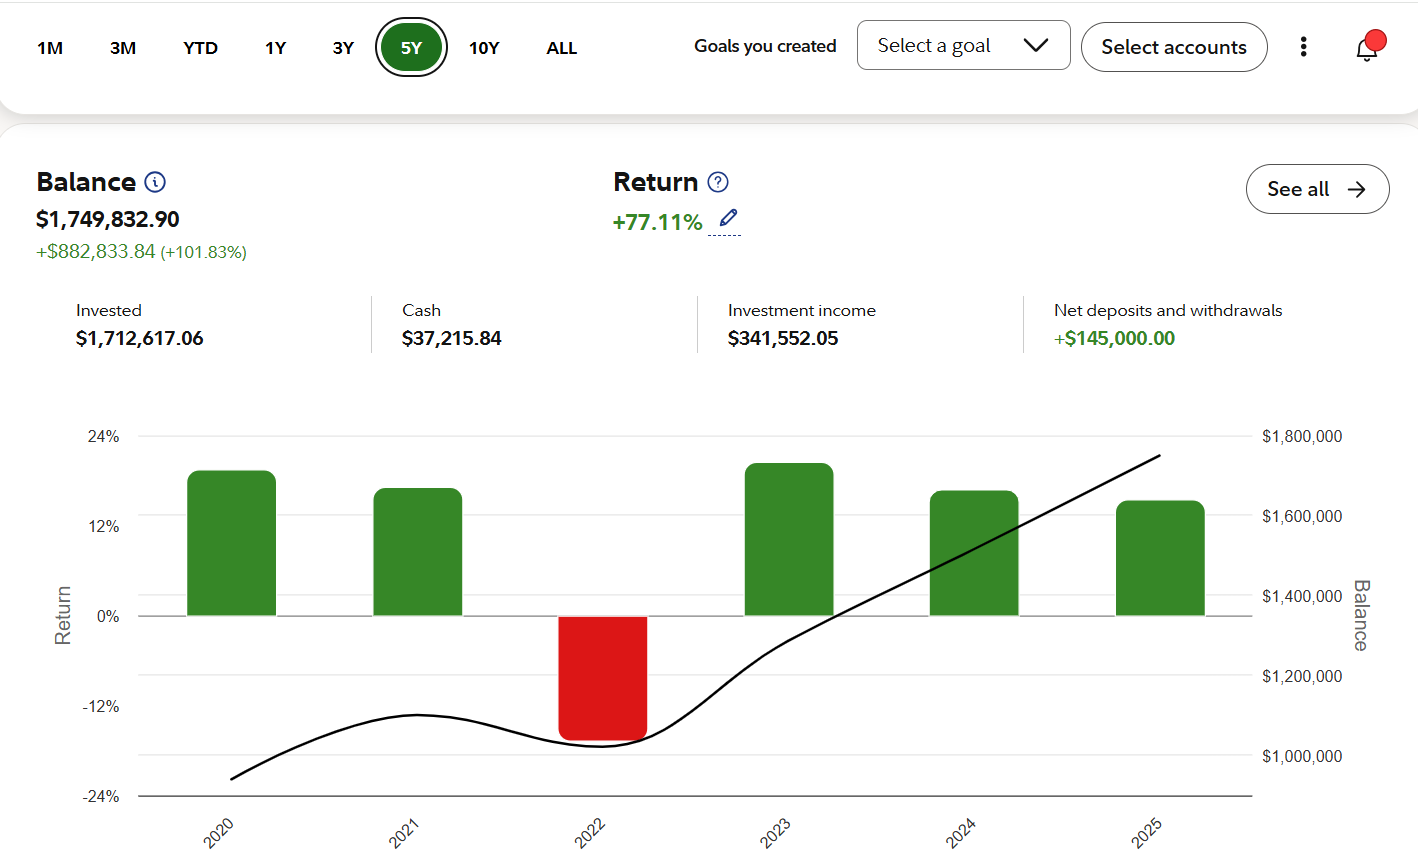 1M 3M YTD 1Y 3Y 5Y 10Y ALL Goals you created Select a goal Select accounts
Balance Return See all
$1,749,832.90 +77.11%
+$882,833.84 (+101.83%)
Invested Cash Investment income Net deposits and withdrawals
$1,712,617.06 $37,215.84 $341,552.05 +$145,000.00
24% $1,800,000
12% $1,600,000
0% $1,400,000
-12% $1,200,000
-24% $1,000,000
Return
Balance
2020 2021 2022 2023 2024 2025